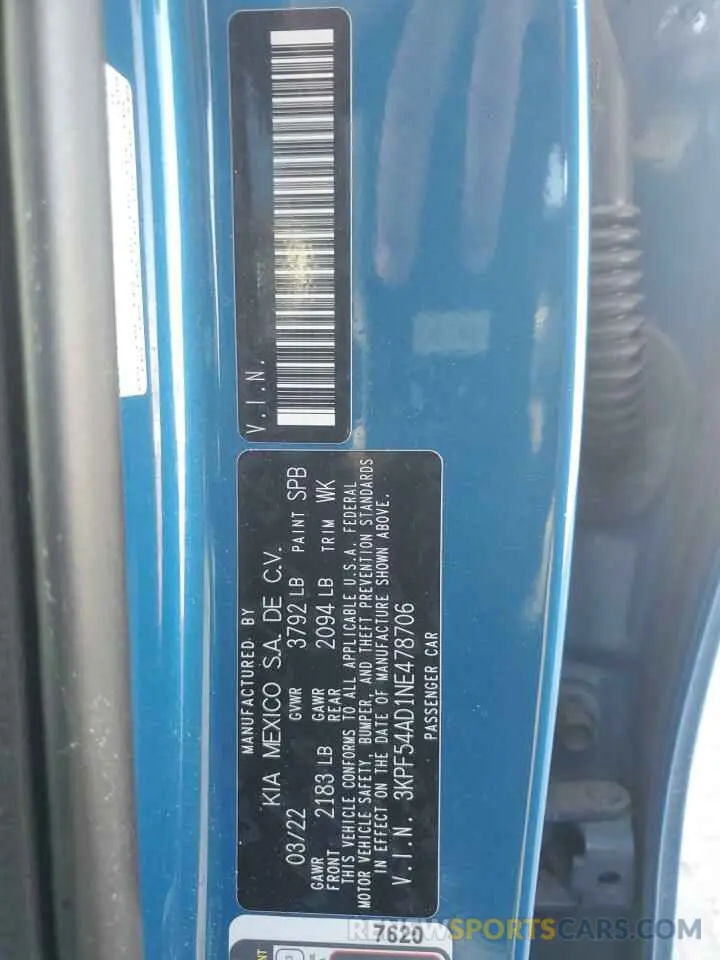 V.I.N.
MANUFACTURED BY
KIA MEXICO S.A. DE C.V.
03/22 GVWR 3792 LB PAINT SPB
GAWR FRONT 2183 LB GAWR REAR 2094 LB TRIM WK
THIS VEHICLE CONFORMS TO ALL APPLICABLE U.S.A. FEDERAL
MOTOR VEHICLE SAFETY, BUMPER, AND THEFT PREVENTION STANDARDS
IN EFFECT ON THE DATE OF MANUFACTURE SHOWN ABOVE.
V.I.N. 3KPF54AD1NE478706
PASSENGER CAR
7620
REVIEWSPORTSCARS.COM